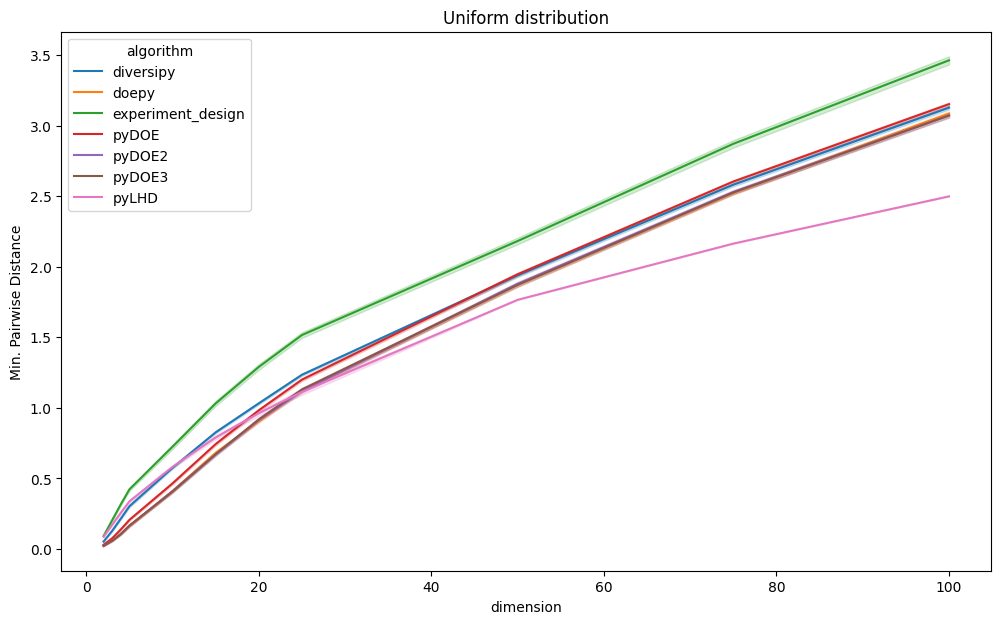 Uniform distribution
algorithm
diversipy
doepy
experiment_design
pyDOE
pyDOE2
pyDOE3
pyLHD
Min. Pairwise Distance
3.5
3.0
2.5
2.0
1.5
1.0
0.5
0.0
0 20 40 60 80 100
dimension